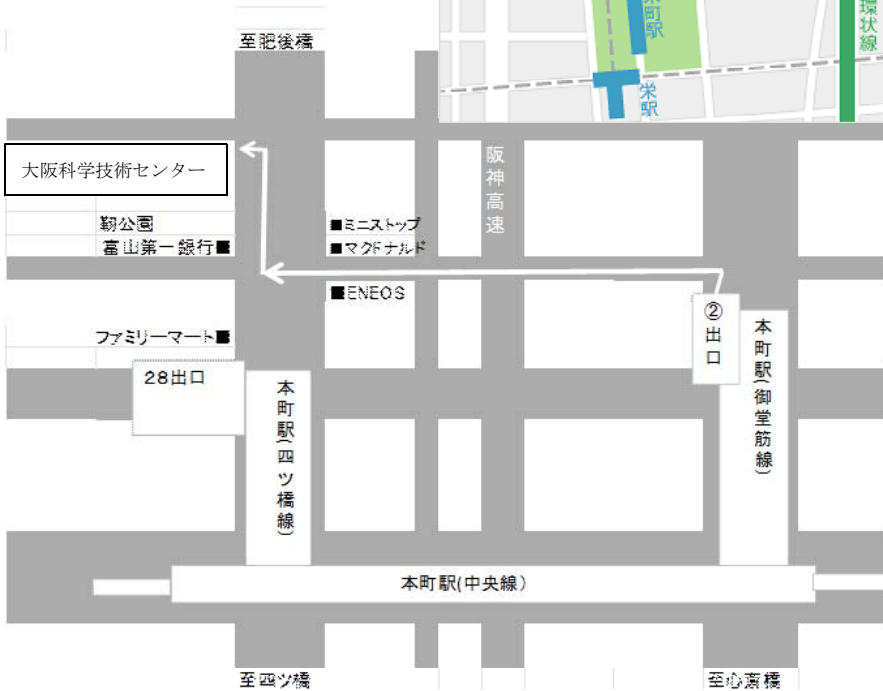 至肥後橋
町駅
栄駅
環状線
大阪科学技術センター
阪神高速
靭公園
富山第一銀行■
■ミニストップ
■マクドナルド
■ENEOS
ファミリーマート■
②出口
本町駅(御堂筋線)
28出口
本町駅(四ツ橋線)
本町駅(中央線)
至四ツ橋
至心斎橋